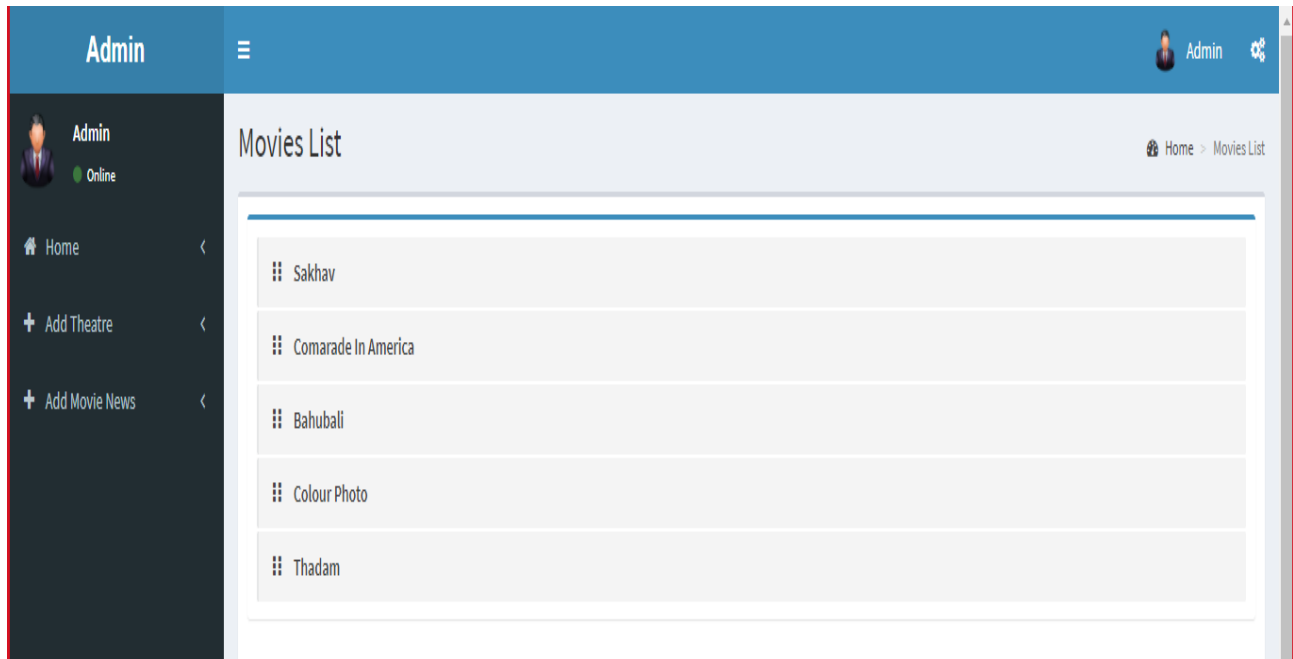 Admin
Admin
Admin
Online
Home
Add Theatre
Add Movie News
Movies List
Home > Movies List
Sakhav
Comarade In America
Bahubali
Colour Photo
Thadam